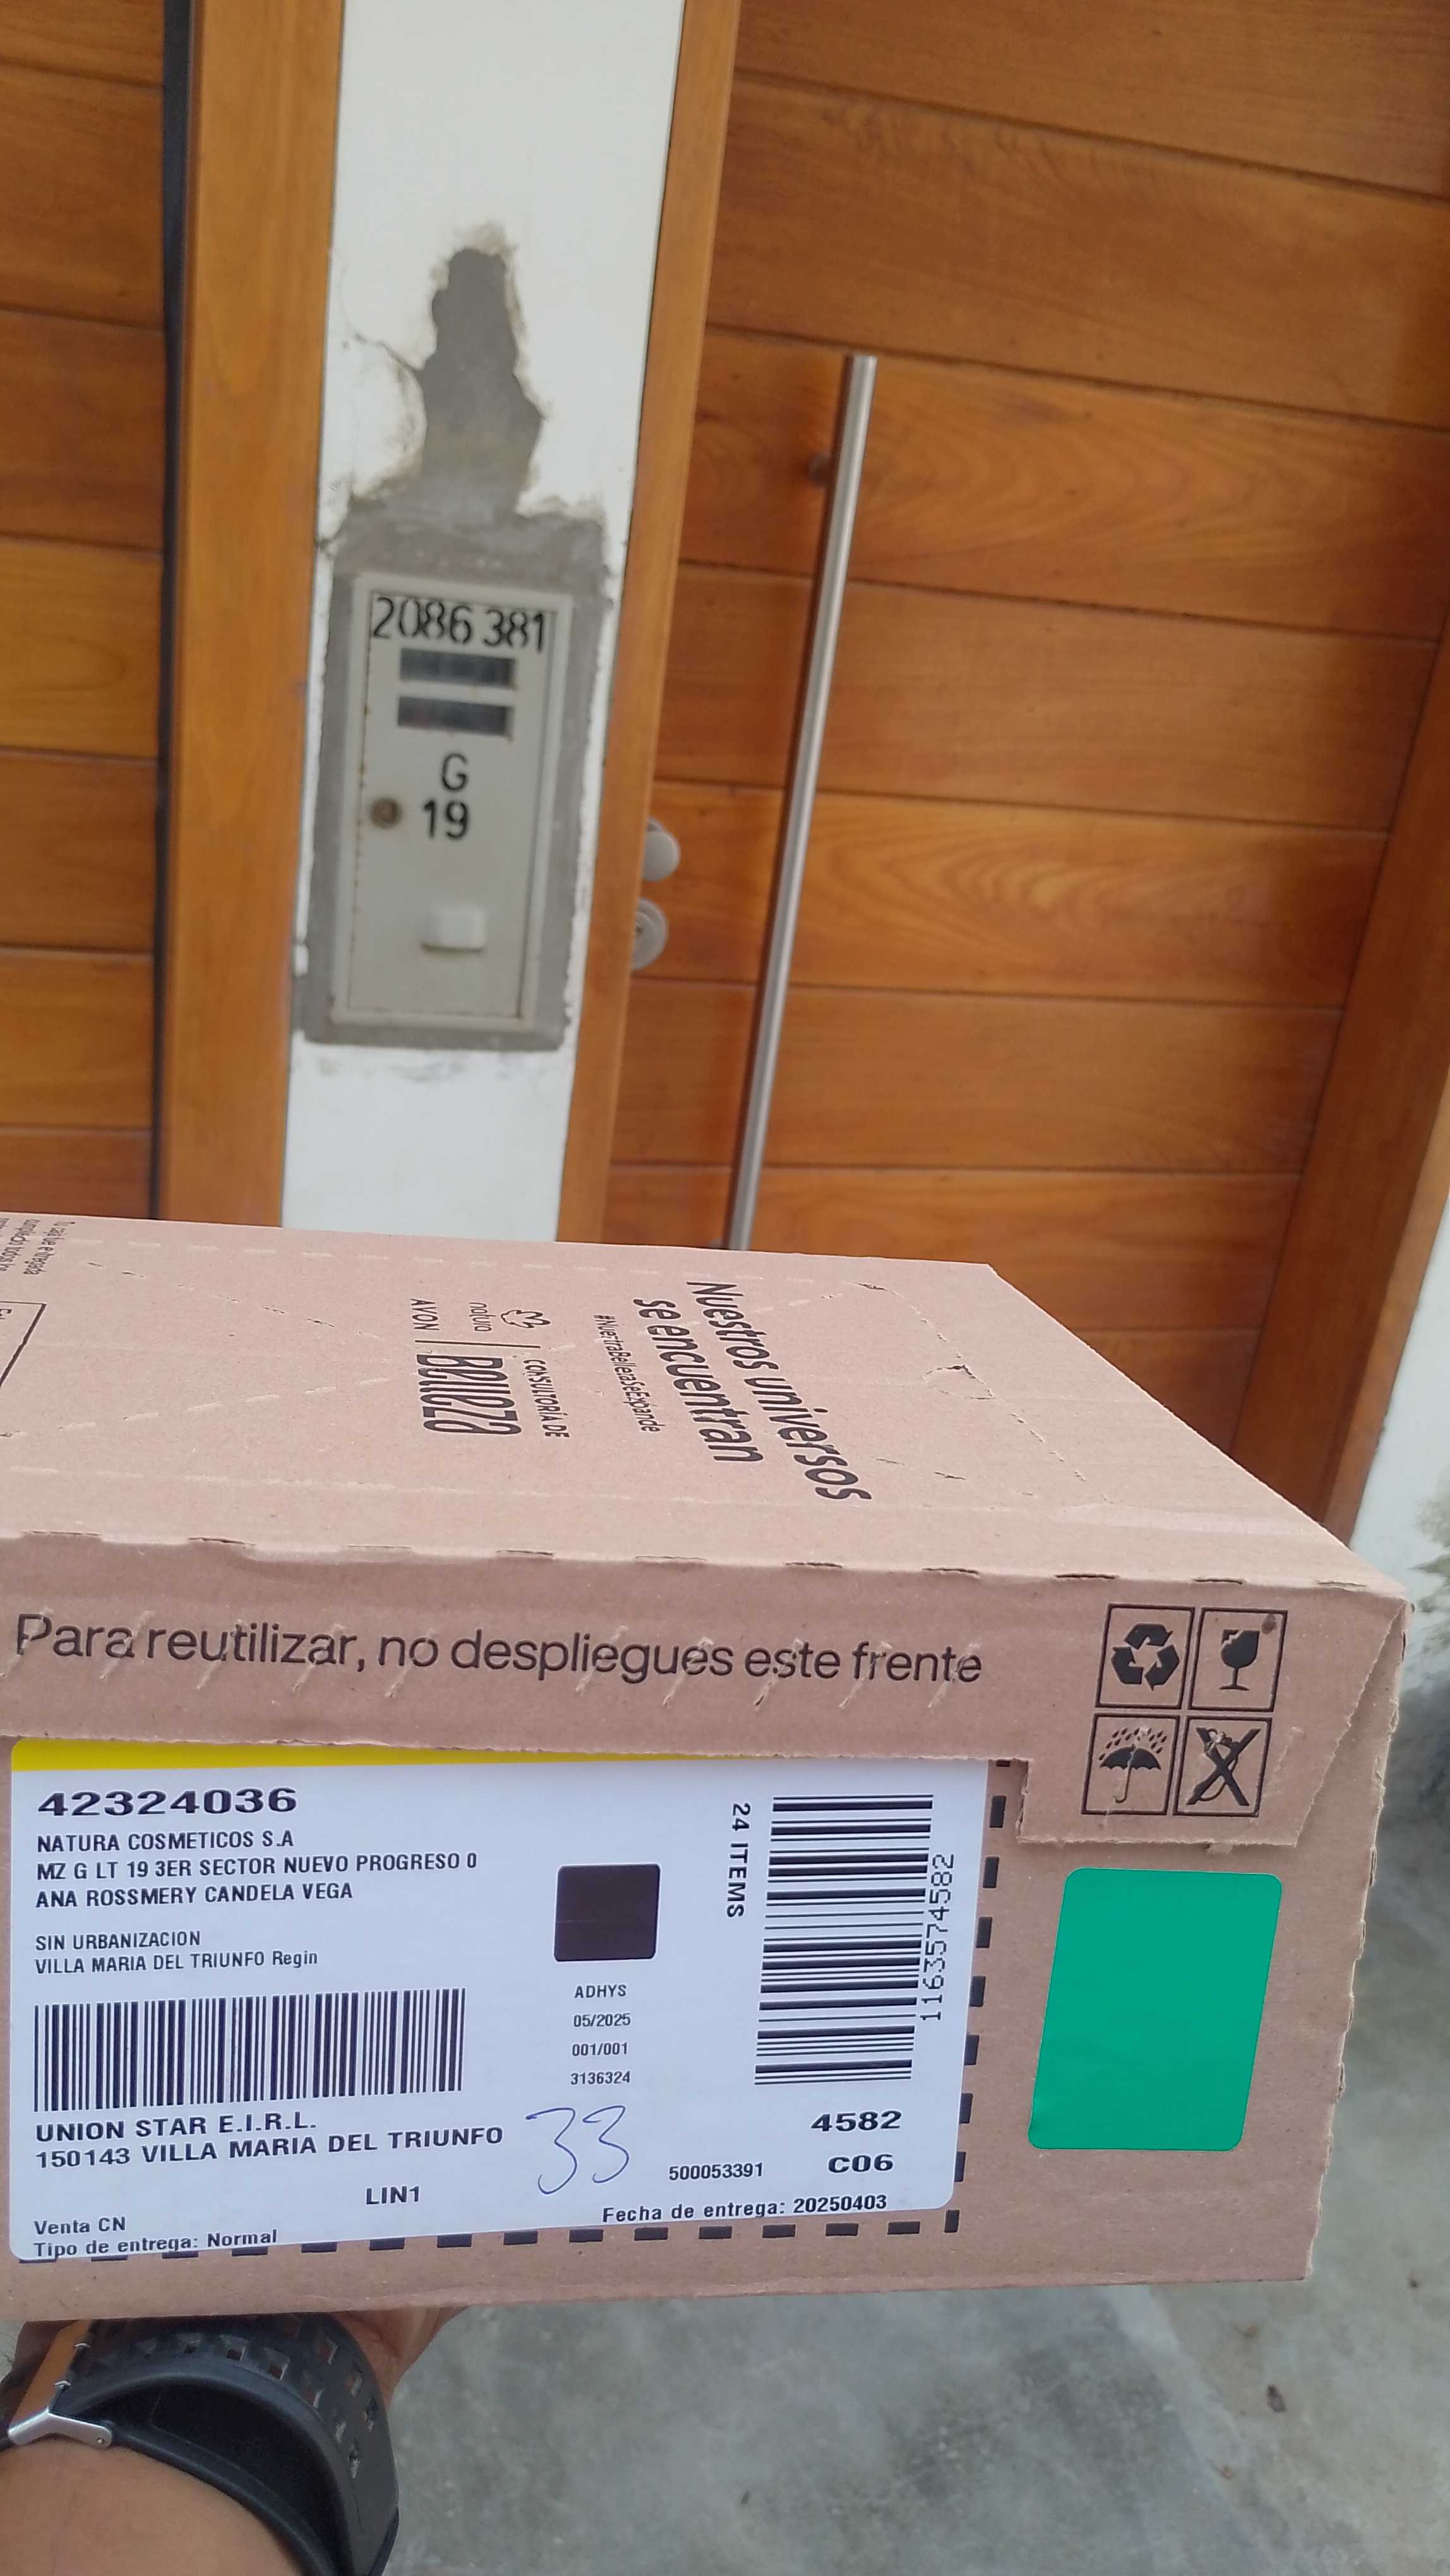 2086 381
G
19
Nuestros universos
se encuentran
#NuestraBellezaSeExpande
CONSULTORÍA DE
Belleza
natura
AVON
Para reutilizar, no despliegues este frente
42324036
NATURA COSMETICOS S.A
MZ G LT 19 3ER SECTOR NUEVO PROGRESO 0
ANA ROSSMERY CANDELA VEGA
SIN URBANIZACION
VILLA MARIA DEL TRIUNFO Regin
24 ITEMS
1163574582
ADHYS
05/2025
001/001
3136324
UNION STAR E.I.R.L.
150143 VILLA MARIA DEL TRIUNFO
33
4582
500053391
C06
LIN1
Fecha de entrega: 20250403
Venta CN
Tipo de entrega: Normal